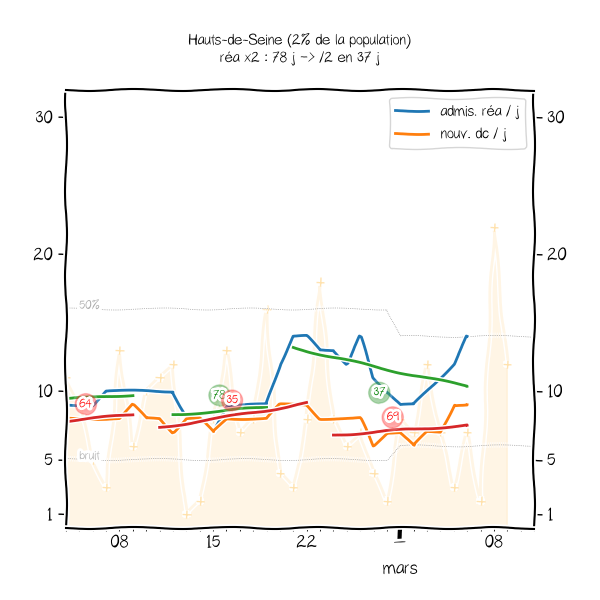 Hauts-de-Seine (2% de la population)
réa x2 : 78 j -> /2 en 37 j
admis. réa / j
nouv. dc / j
30 30
20 20
50%
10 10
64 78 35 37 69
bruit
5 5
1 1
08 15 22 1 08
mars